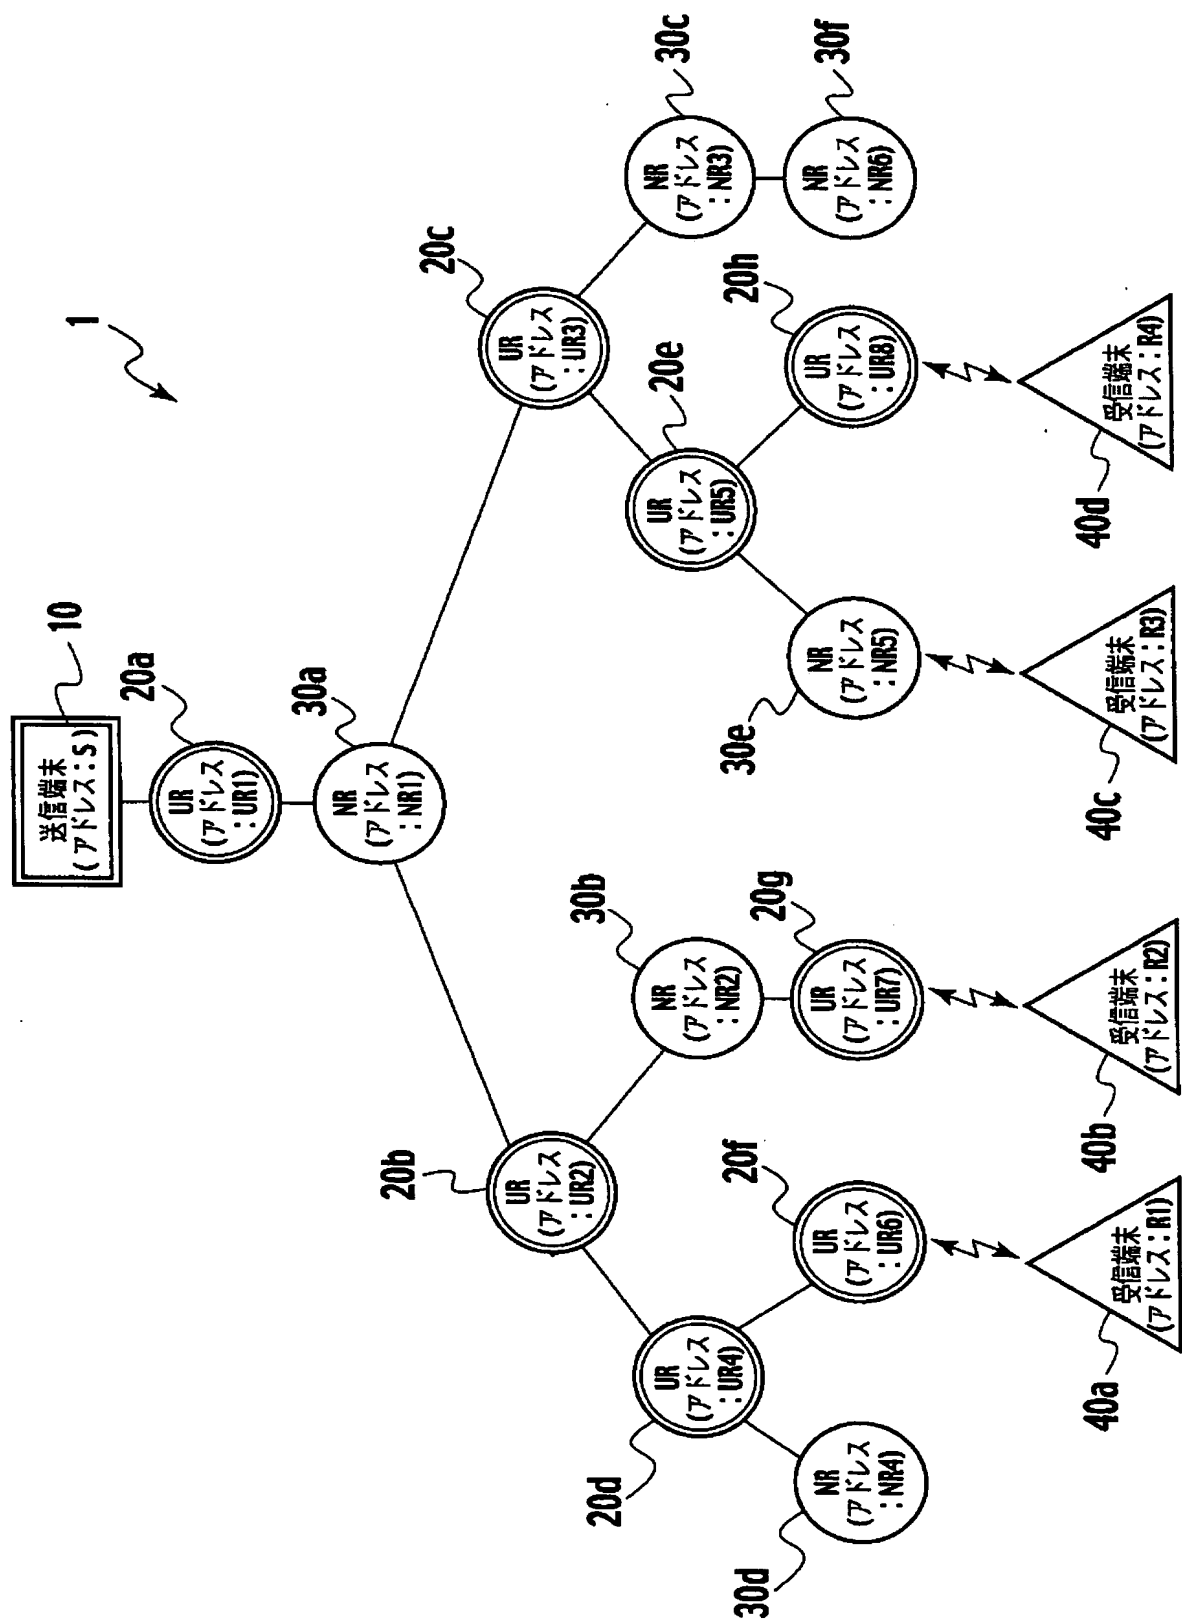 1
送信端末
(アドレス:S)
10
UR
(アドレス
:UR1)
20a
NR
(アドレス
:NR1)
30a
UR
(アドレス
:UR2)
20b
UR
(アドレス
:UR3)
20c
UR
(アドレス
:UR4)
20d
NR
(アドレス
:NR2)
30b
UR
(アドレス
:UR5)
20e
NR
(アドレス
:NR3)
30c
NR
(アドレス
:NR4)
30d
UR
(アドレス
:UR6)
20f
UR
(アドレス
:UR7)
20g
NR
(アドレス
:NR5)
30e
UR
(アドレス
:UR8)
20h
NR
(アドレス
:NR6)
30f
受信端末
(アドレス:R1)
40a
受信端末
(アドレス:R2)
40b
受信端末
(アドレス:R3)
40c
受信端末
(アドレス:R4)
40d